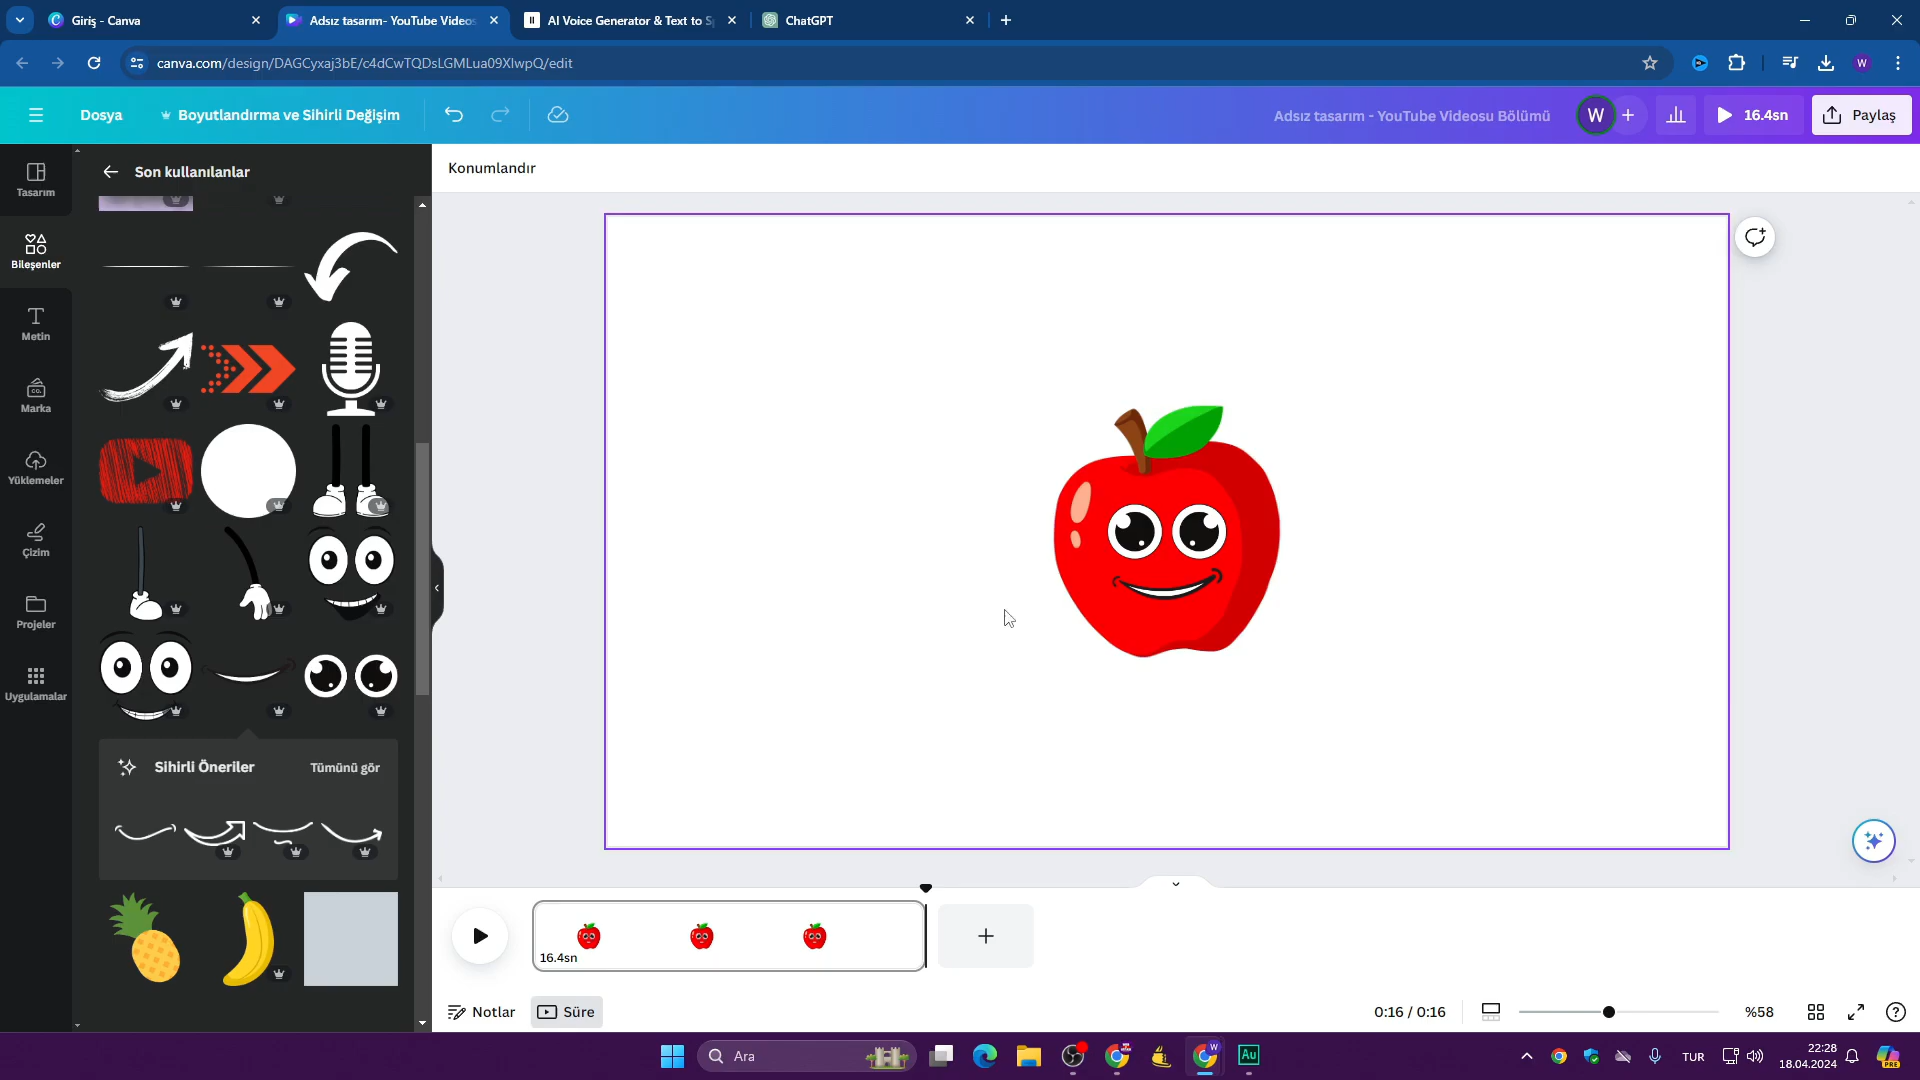 Giriş - Canva
Adsız tasarım- YouTube Videos
AI Voice Generator & Text to S
ChatGPT
canva.com/design/DAGCyxaj3bE/c4dCwTQDsLGMLua09XIwpQ/edit
W
Dosya
Boyutlandırma ve Sihirli Değişim
Adsız tasarım - YouTube Videosu Bölümü
W
16.4sn
Paylaş
Tasarım
Bileşenler
Metin
Marka
Yüklemeler
Çizim
Projeler
Uygulamalar
Son kullanılanlar
Konumlandır
Sihirli Öneriler
Tümünü gör
16.4sn
Notlar
Süre
0:16 / 0:16
%58
Ara
W
Au
TUR
22:28
18.04.2024
PRE